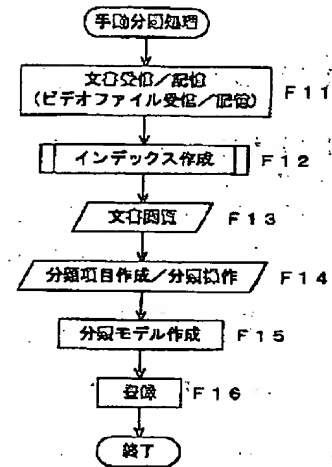 手動分類処理
文書受信/記憶
(ビデオファイル受信/記憶)
F11
インデックス作成
F12
文書閲覧
F13
分類項目作成/分類操作
F14
分類モデル作成
F15
登録
F16
終了